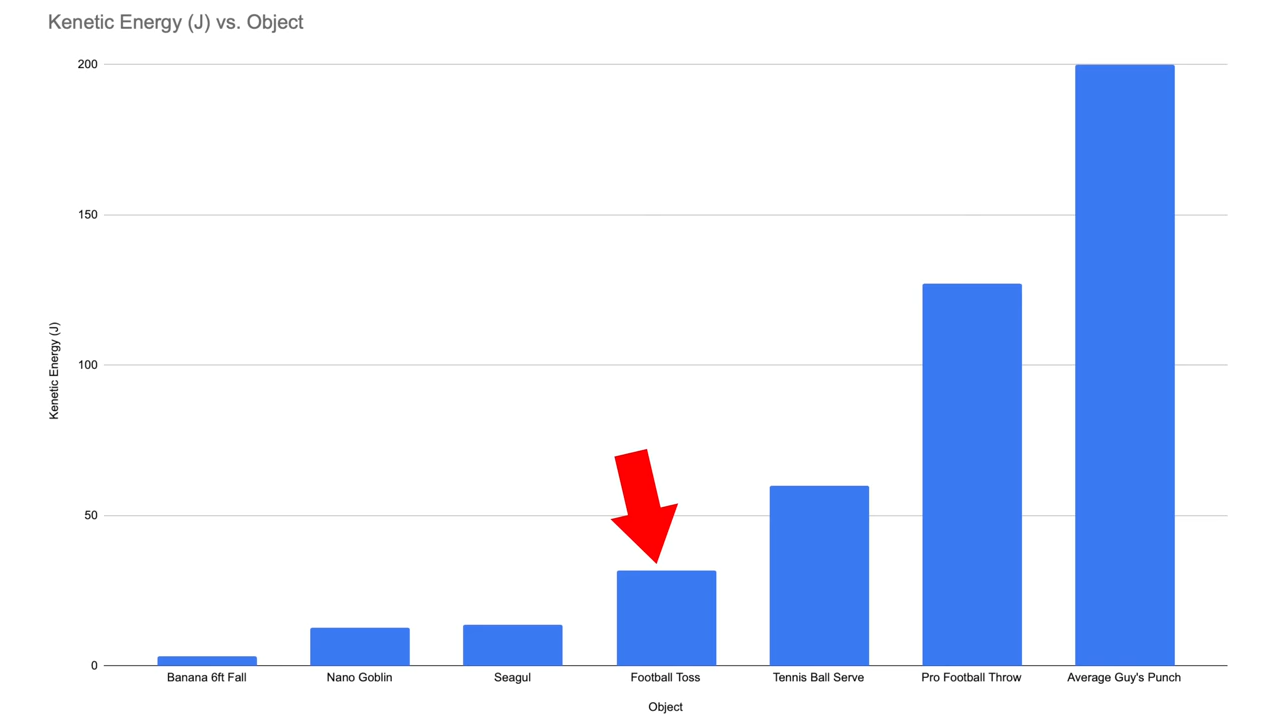 Kenetic Energy (J) vs. Object
200
150
100
50
0
Kenetic Energy (J)
Banana 6ft Fall
Nano Goblin
Seagul
Football Toss
Tennis Ball Serve
Pro Football Throw
Average Guy's Punch
Object